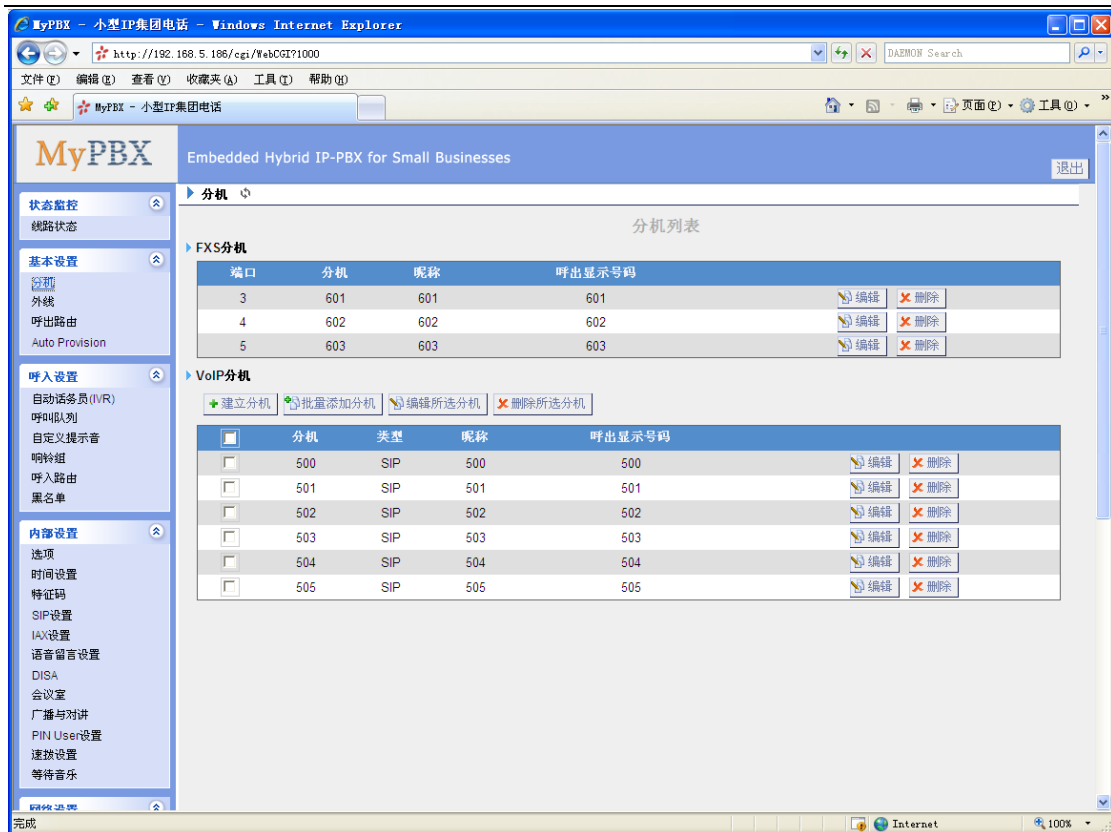 MyPBX - 小型IP集团电话 - Windows Internet Explorer
http://192.168.5.186/cgi/WebCGI?1000
DAEMON Search
文件(F) 编辑(E) 查看(V) 收藏夹(A) 工具(T) 帮助(H)
MyPBX - 小型IP集团电话
页面(P) 工具(O)
MyPBX
Embedded Hybrid IP-PBX for Small Businesses
退出
状态监控
线路状态
基本设置
分机
外线
呼出路由
Auto Provision
呼入设置
自动话务员(IVR)
呼叫队列
自定义提示音
响铃组
呼入路由
黑名单
内部设置
选项
时间设置
特征码
SIP设置
IAX设置
语音留言设置
DISA
会议室
广播与对讲
PIN User设置
速拨设置
等待音乐
网络设置
分机
分机列表
FXS分机
端口 分机 昵称 呼出显示号码
3 601 601 601 编辑 删除
4 602 602 602 编辑 删除
5 603 603 603 编辑 删除
VoIP分机
建立分机 批量添加分机 编辑所选分机 删除所选分机
分机 类型 昵称 呼出显示号码
500 SIP 500 500 编辑 删除
501 SIP 501 501 编辑 删除
502 SIP 502 502 编辑 删除
503 SIP 503 503 编辑 删除
504 SIP 504 504 编辑 删除
505 SIP 505 505 编辑 删除
完成
Internet
100%